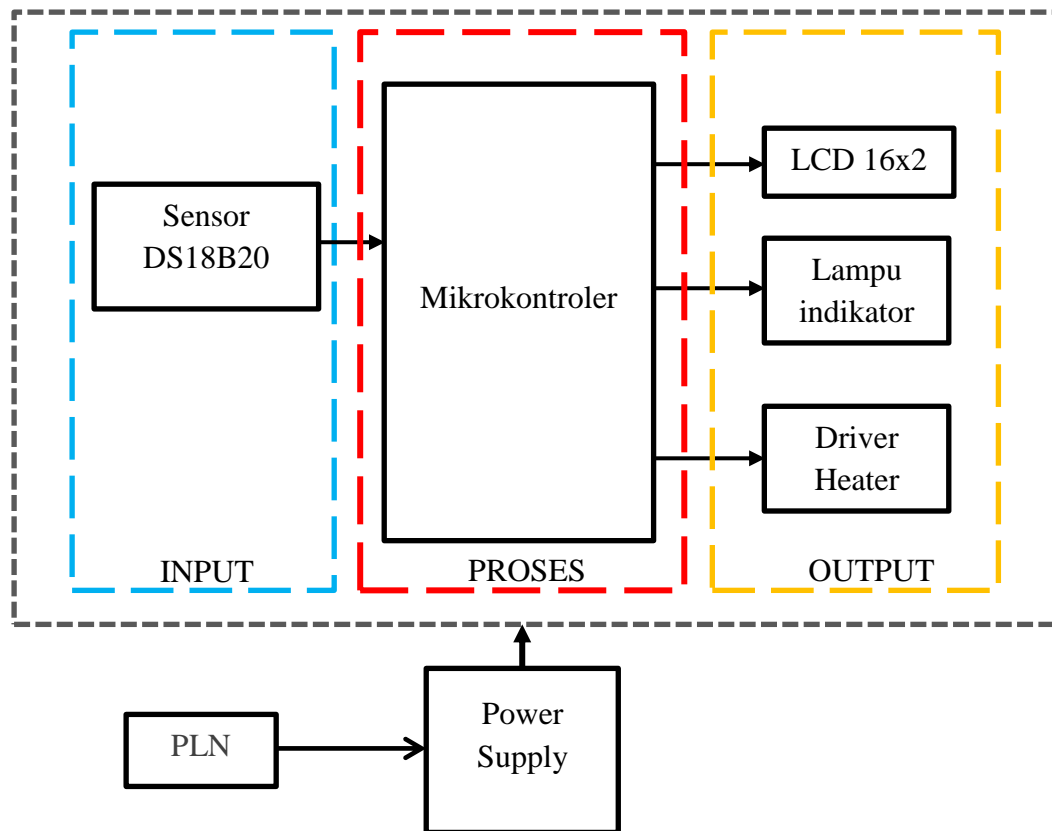 Sensor
DS18B20
INPUT
Mikrokontroler
PROSES
LCD 16x2
Lampu
indikator
Driver
Heater
OUTPUT
PLN
Power
Supply